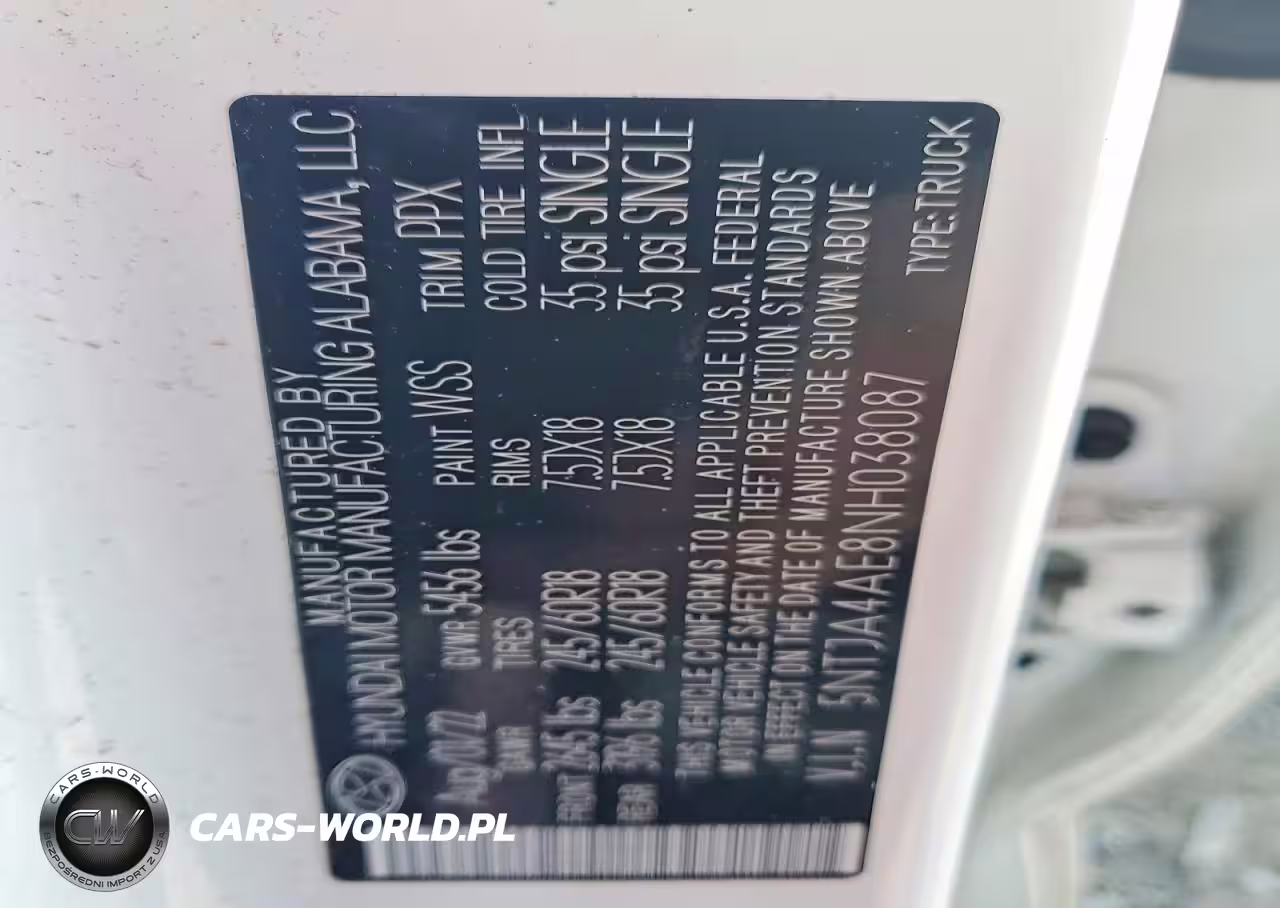 MANUFACTURED BY
HYUNDAI MOTOR MANUFACTURING ALABAMA, LLC
Aug/20/22 GVWR 5456 lbs PAINT WSS TRIM PPX
GAWR TIRES RIMS COLD TIRE INFL
FRONT 2645 lbs 245/60R18 7.5JX18 35 psi SINGLE
REAR lbs 245/60R18 7.5JX18 35 psi SINGLE
THIS VEHICLE CONFORMS TO ALL APPLICABLE U.S.A. FEDERAL
MOTOR VEHICLE SAFETY AND THEFT PREVENTION STANDARDS
IN EFFECT ON THE DATE OF MANUFACTURE SHOWN ABOVE
V.I.N 5NTJA4AE8NH038087
TYPE:TRUCK
CARS-WORLD
CW
BEZPOŚREDNI IMPORT Z USA
CARS-WORLD.PL